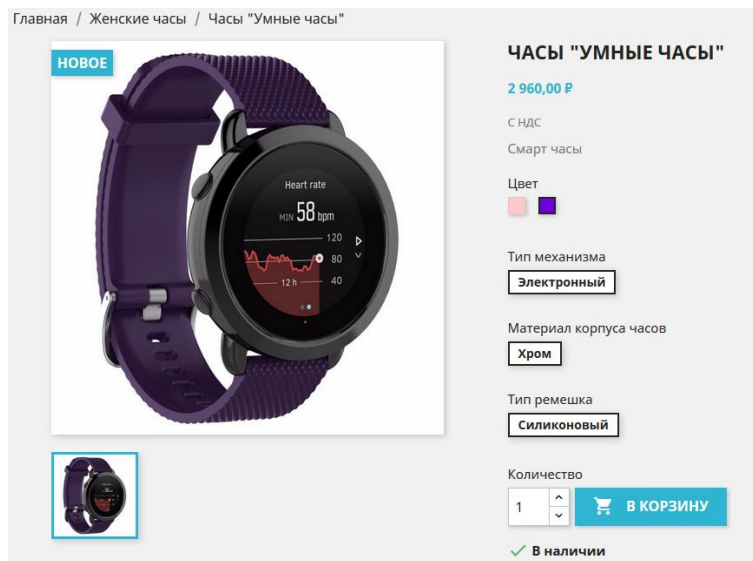 Главная / Женские часы / Часы "Умные часы"
НОВОЕ
Heart rate
MIN 58 bpm
120
80
12 h
40
ЧАСЫ "УМНЫЕ ЧАСЫ"
2 960,00 ₽
С НДС
Смарт часы
Цвет
Тип механизма
Электронный
Материал корпуса часов
Хром
Тип ремешка
Силиконовый
Количество
1
В КОРЗИНУ
В наличии